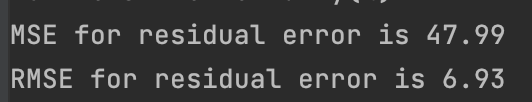 MSE for residual error is 47.99
RMSE for residual error is 6.93